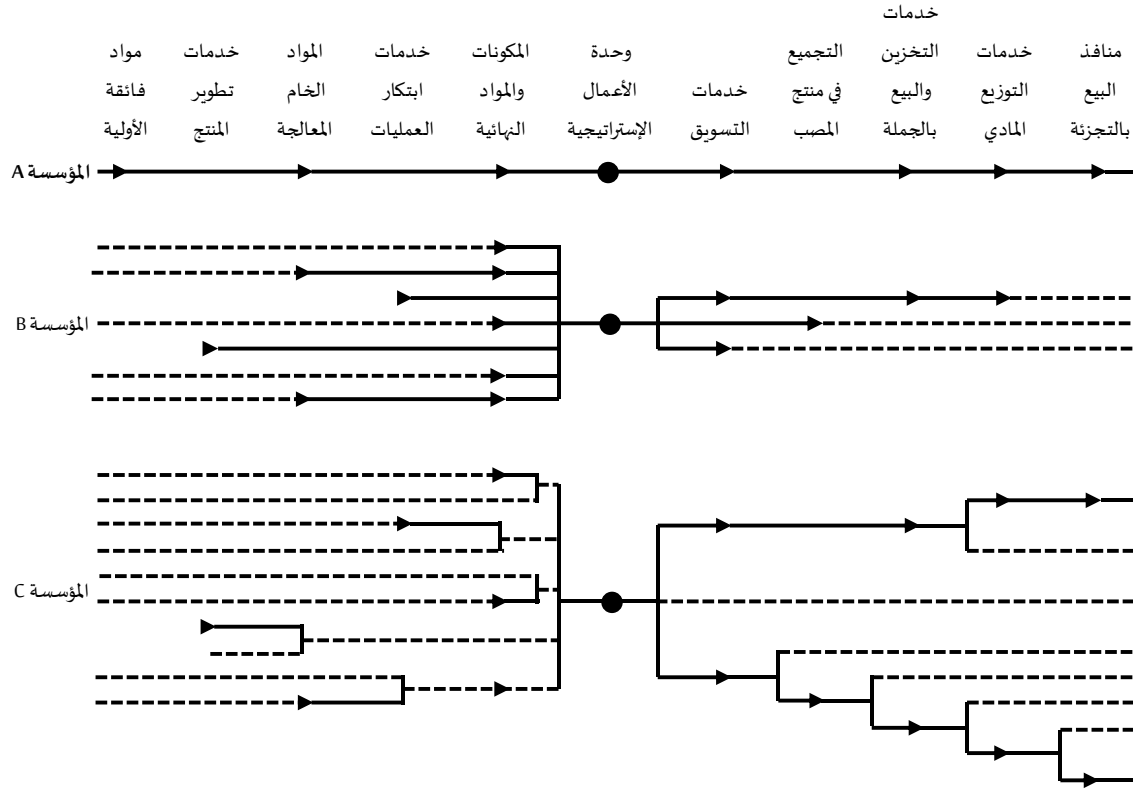 مواد
فائقة
الأولية
خدمات
تطوير
المنتج
المواد
الخام
المعالجة
خدمات
ابتكار
العمليات
المكونات
والمواد
النهائية
وحدة
الأعمال
الإستراتيجية
خدمات
التسويق
التجميع
في منتج
المصب
خدمات
التخزين
والبيع
بالجملة
خدمات
التوزيع
المادي
منافذ
البيع
بالتجزئة
المؤسسة A
المؤسسة B
المؤسسة C